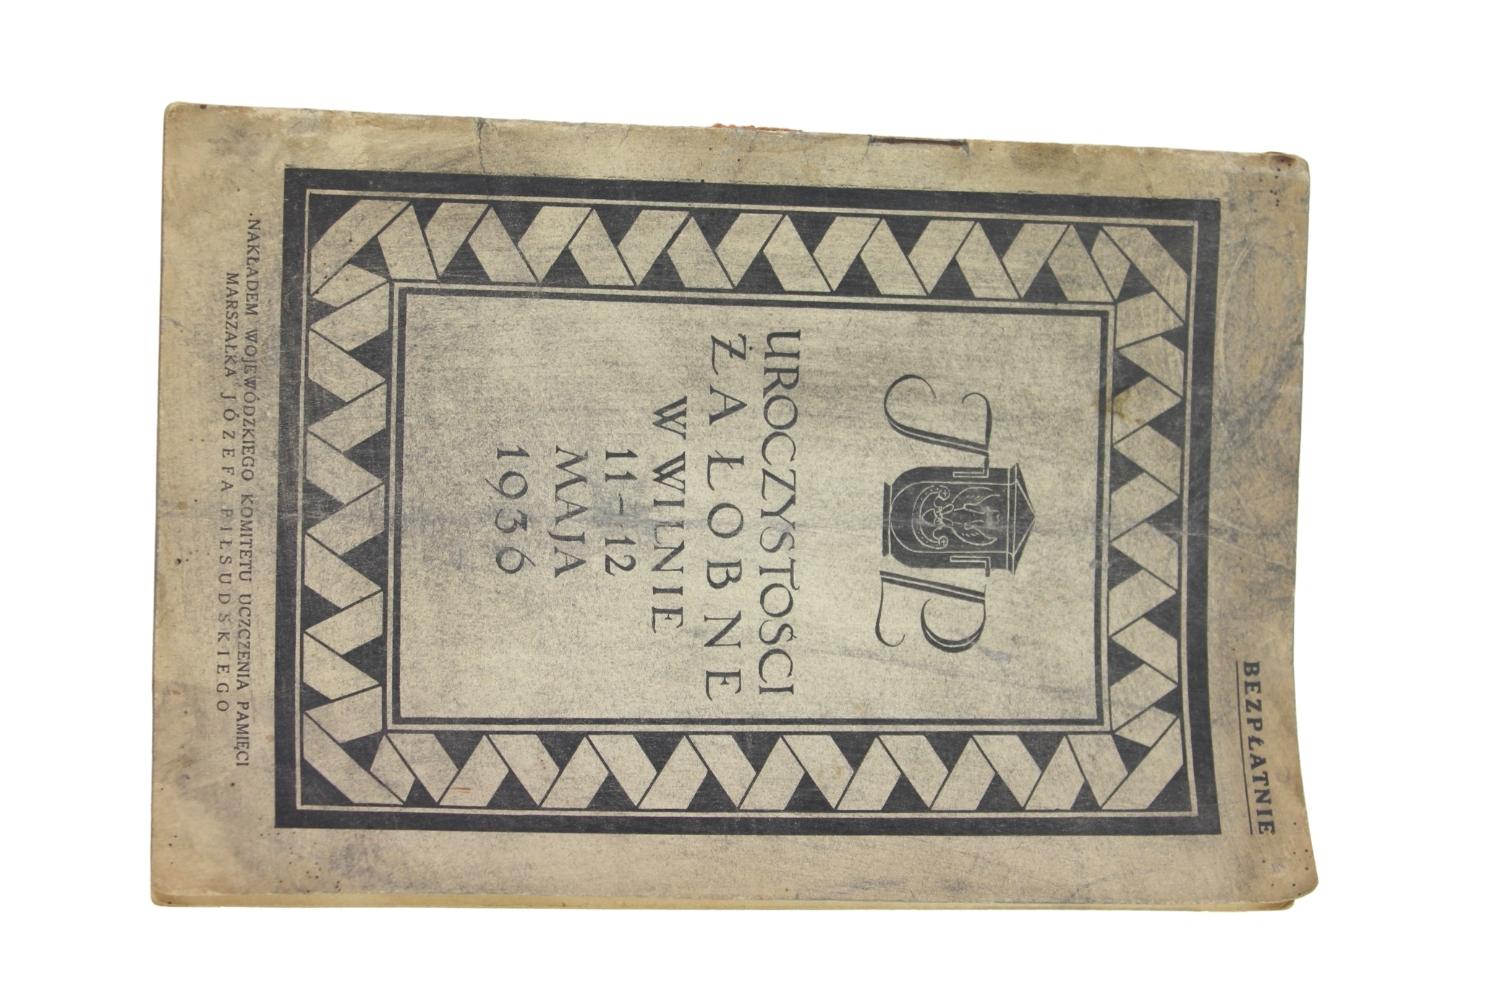 BEZPŁATNIE
J P
UROCZYSTOŚCI
ŻAŁOBNE
W WILNIE
11-12
MAJA
1936
NAKŁADEM WOJEWÓDZKIEGO KOMITETU UCZCZENIA PAMIĘCI
MARSZAŁKA JÓZEFA PIŁSUDSKIEGO